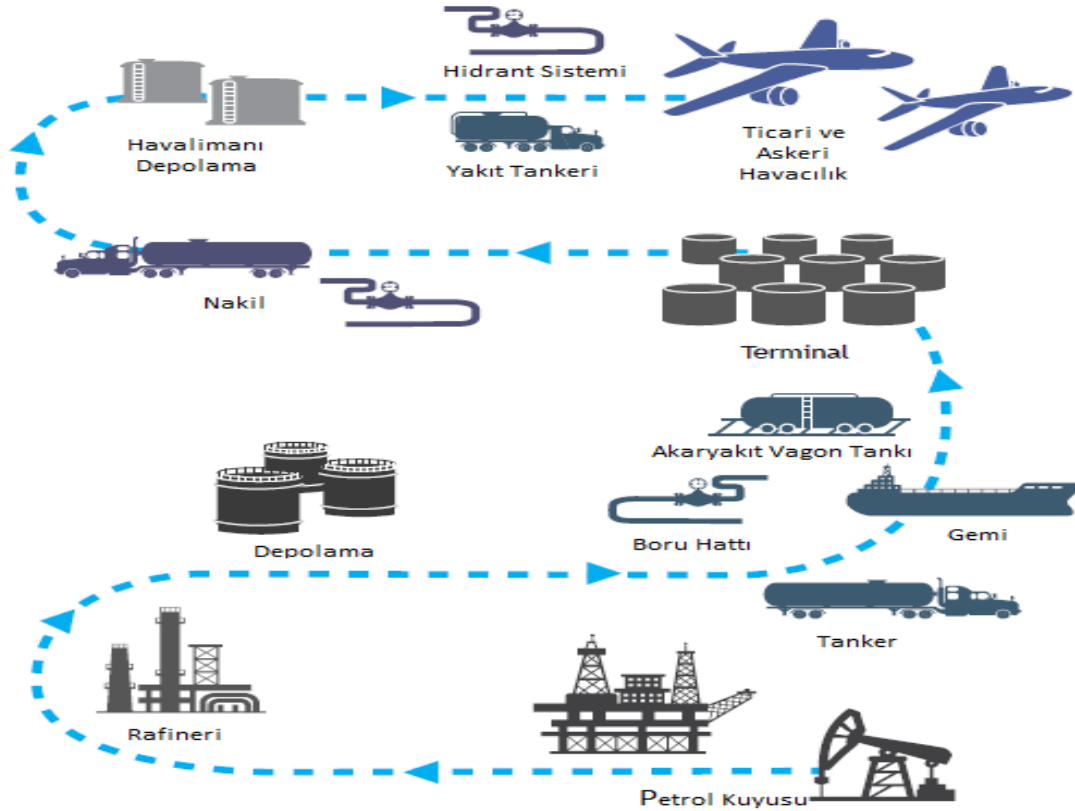 Hidrant Sistemi
Havalimanı
Depolama
Yakıt Tankeri
Ticari ve
Askeri
Havacılık
Nakil
Terminal
Akaryakıt Vagon Tankı
Depolama
Boru Hattı
Gemi
Tanker
Rafineri
Petrol Kuyusu